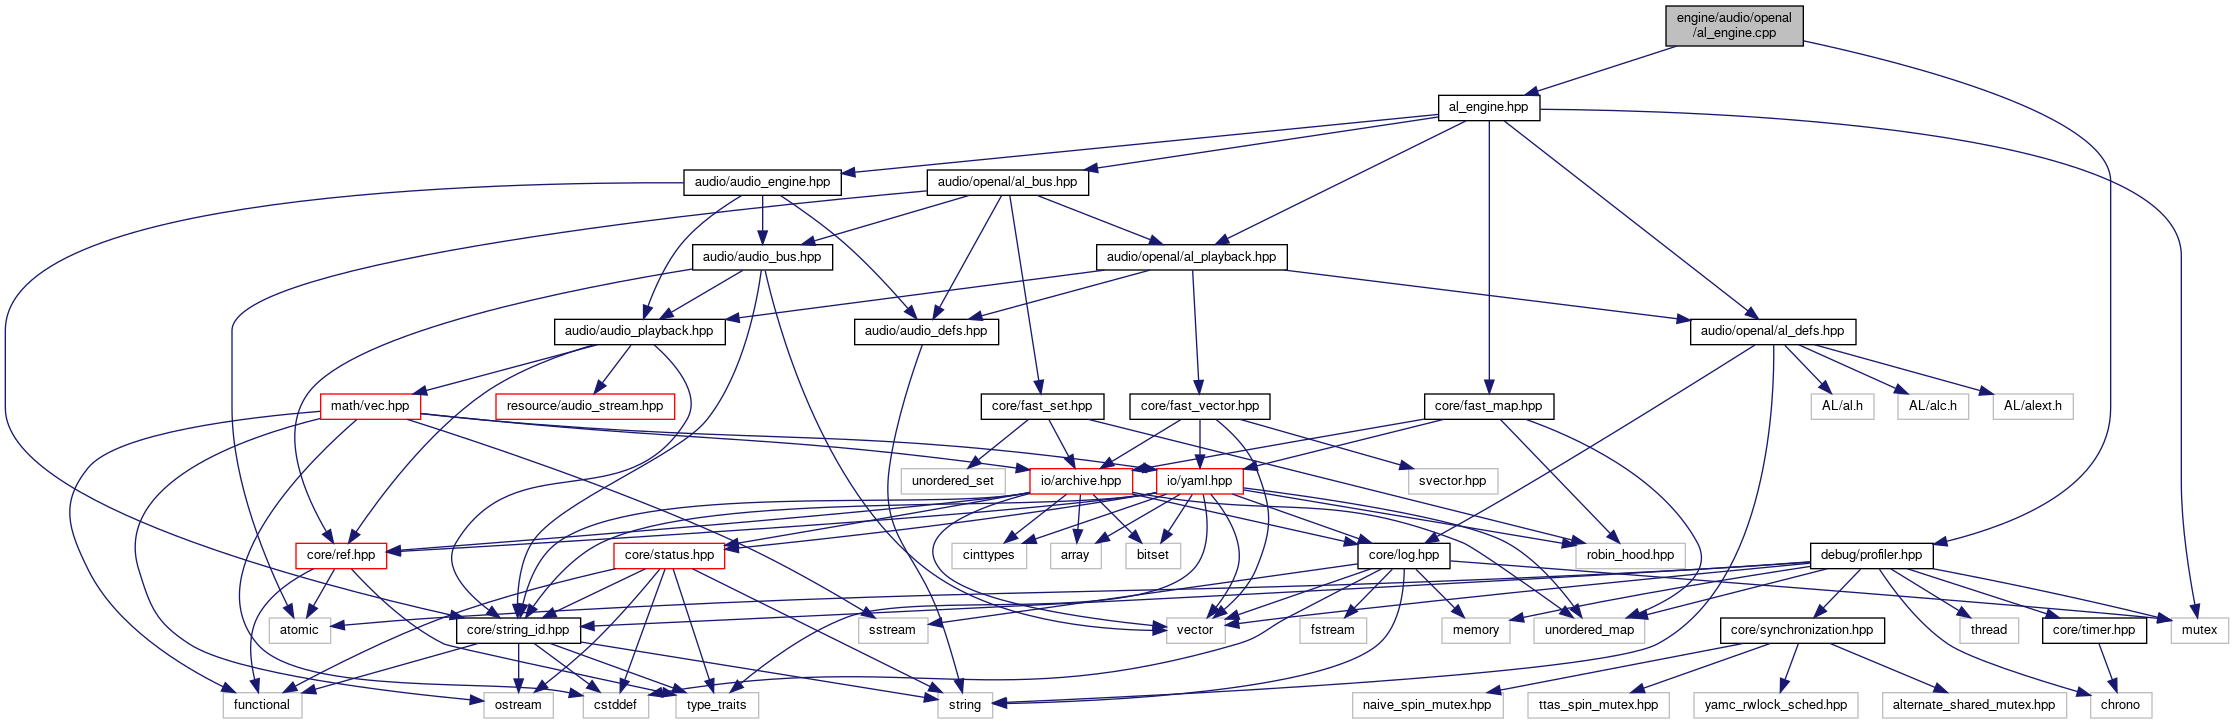 engine/audio/openal
/al_engine.cpp
al_engine.hpp
audio/audio_engine.hpp
audio/openal/al_bus.hpp
audio/audio_bus.hpp
audio/openal/al_playback.hpp
audio/audio_playback.hpp
audio/audio_defs.hpp
audio/openal/al_defs.hpp
math/vec.hpp
resource/audio_stream.hpp
core/fast_set.hpp
core/fast_vector.hpp
core/fast_map.hpp
AL/al.h
AL/alc.h
AL/alext.h
unordered_set
io/archive.hpp
io/yaml.hpp
svector.hpp
core/ref.hpp
core/status.hpp
cinttypes
array
bitset
core/log.hpp
robin_hood.hpp
debug/profiler.hpp
atomic
core/string_id.hpp
sstream
vector
fstream
memory
unordered_map
core/synchronization.hpp
thread
core/timer.hpp
mutex
functional
ostream
cstddef
type_traits
string
naive_spin_mutex.hpp
ttas_spin_mutex.hpp
yamc_rwlock_sched.hpp
alternate_shared_mutex.hpp
chrono